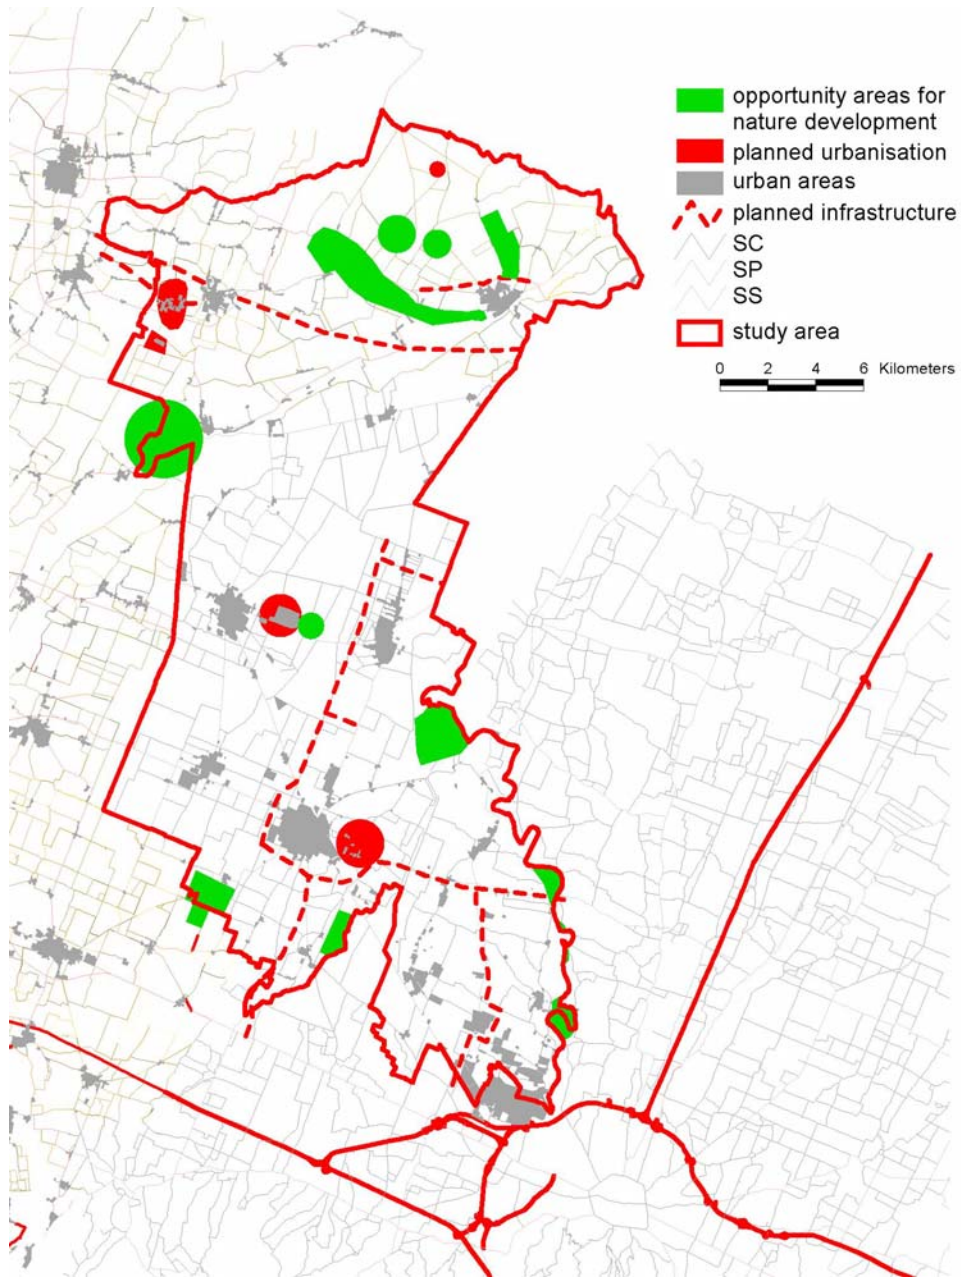 opportunity areas for
nature development
planned urbanisation
urban areas
planned infrastructure
SC
SP
SS
study area
0 2 4 6 Kilometers